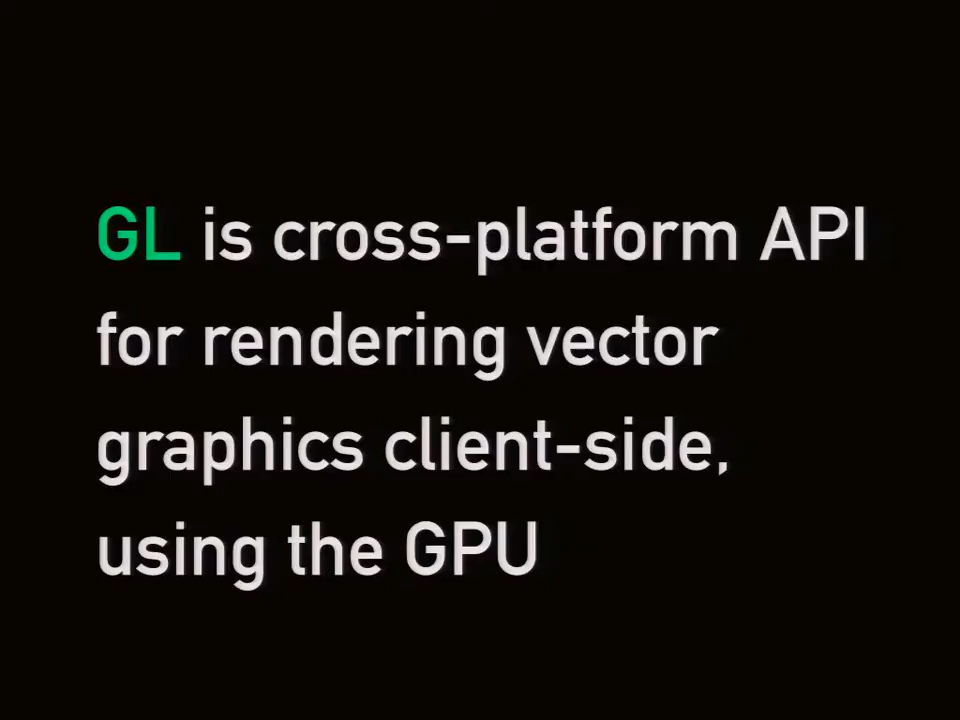 GL is cross-platform API
for rendering vector
graphics client-side,
using the GPU